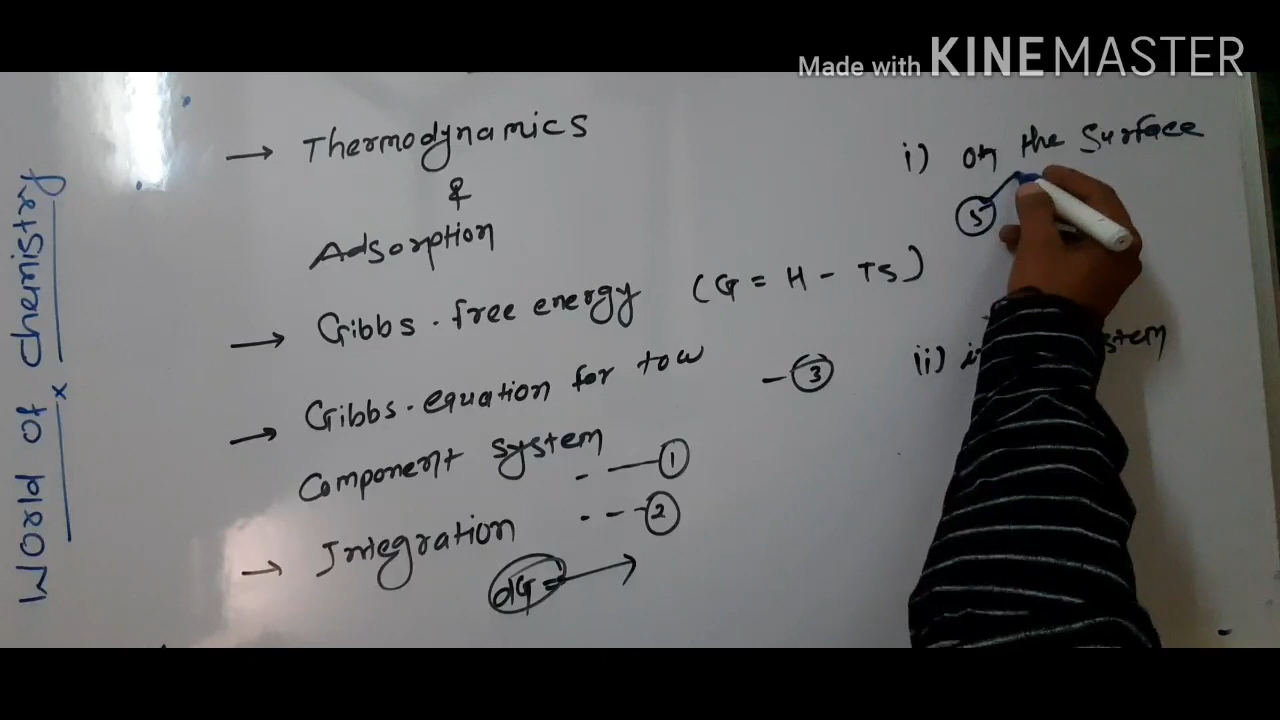 Made with KINEMASTER
World of Chemistry
x
→ Thermodynamics
&
Adsorption
→ Gibbs. free energy (G = H - TS)
→ Gibbs. equation for tow - 3
Component system
- — 1
→ Integration - - - 2
dG = →
i) on the Surface
5
ii)